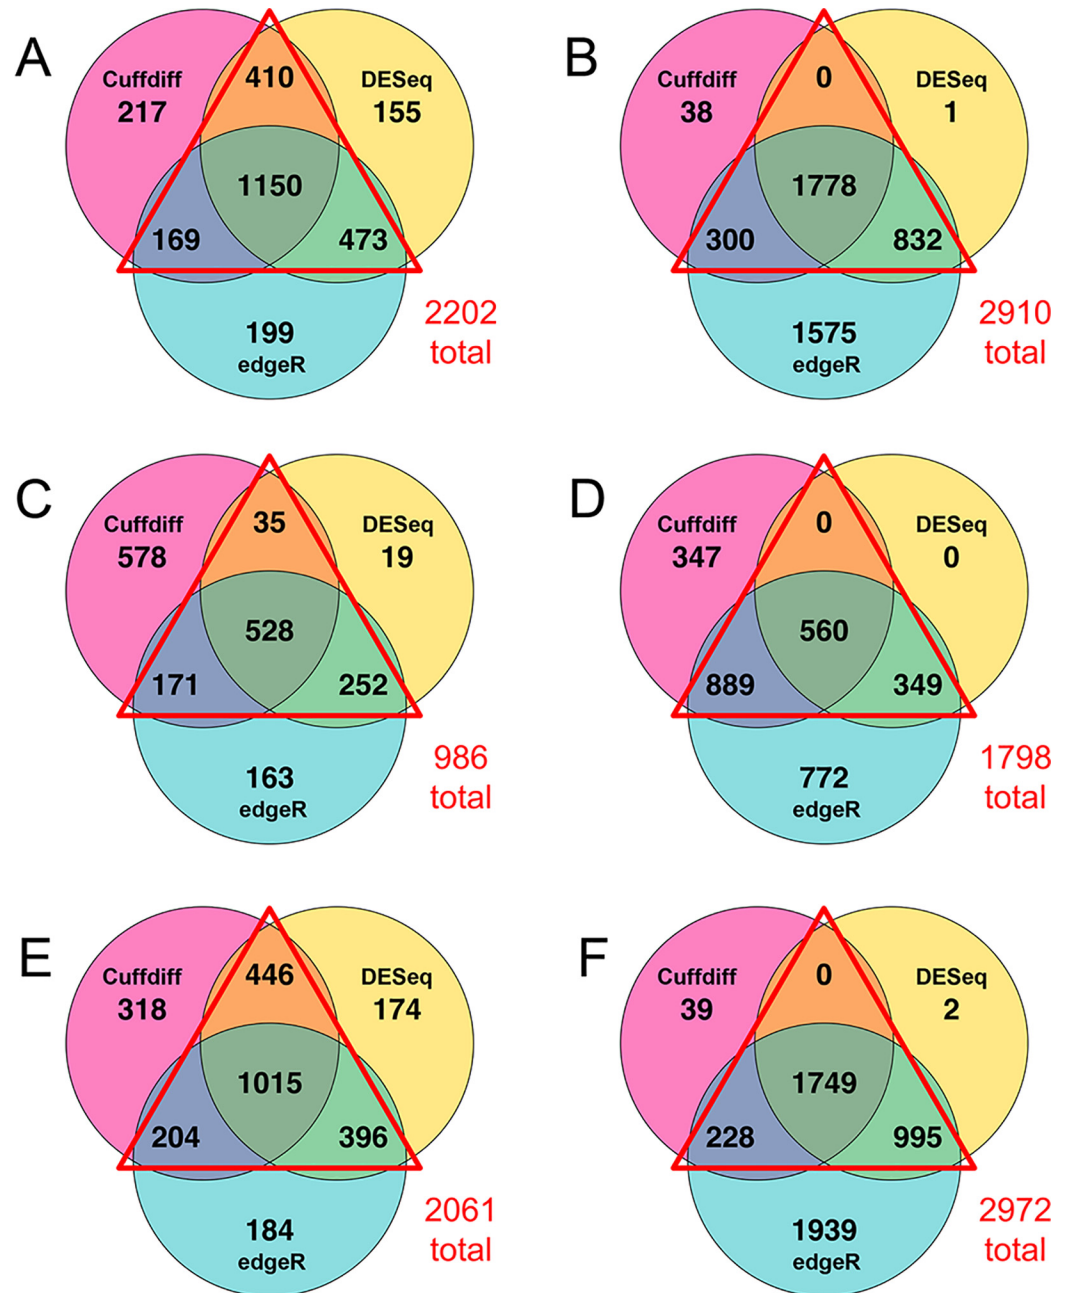 A
Cuffdiff
217
410
DESeq
155
1150
169
473
199
edgeR
2202
total
B
Cuffdiff
38
0
DESeq
1
1778
300
832
1575
edgeR
2910
total
C
Cuffdiff
578
35
DESeq
19
528
171
252
163
edgeR
986
total
D
Cuffdiff
347
0
DESeq
0
560
889
349
772
edgeR
1798
total
E
Cuffdiff
318
446
DESeq
174
1015
204
396
184
edgeR
2061
total
F
Cuffdiff
39
0
DESeq
2
1749
228
995
1939
edgeR
2972
total